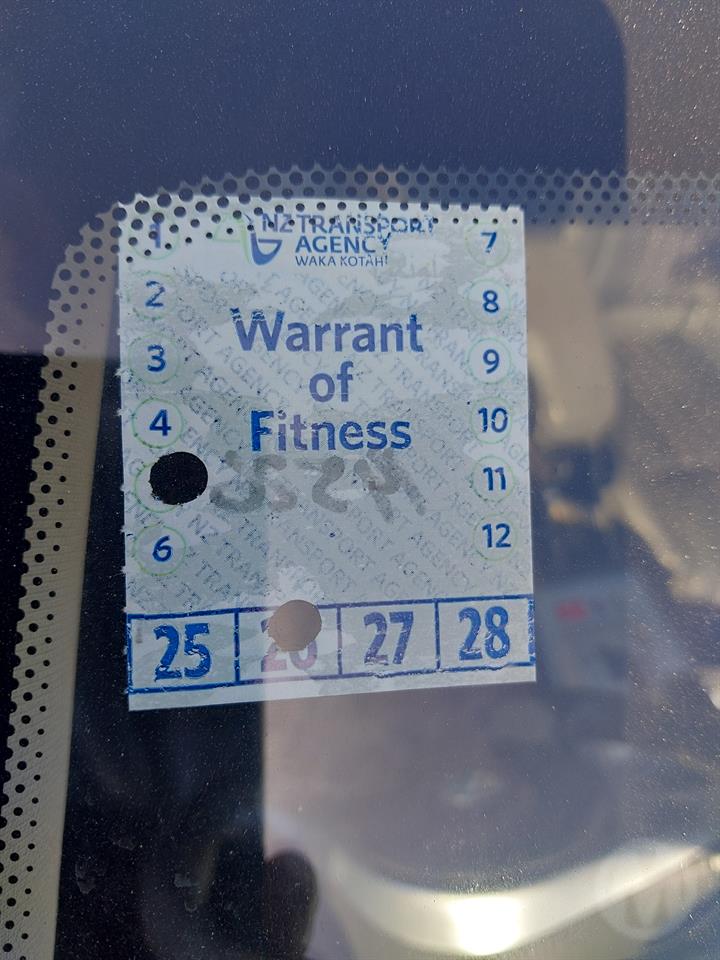 NZ TRANSPORT
AGENCY
WAKA KOTAHI
Warrant
of
Fitness
1
2
3
4
6
7
8
9
10
11
12
25 26 27 28